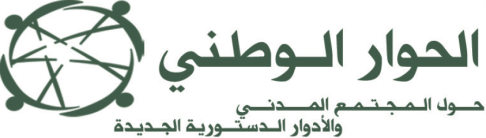 الحوار الوطني
حول المجتمع المدني
والأدوار الدستورية الجديدة